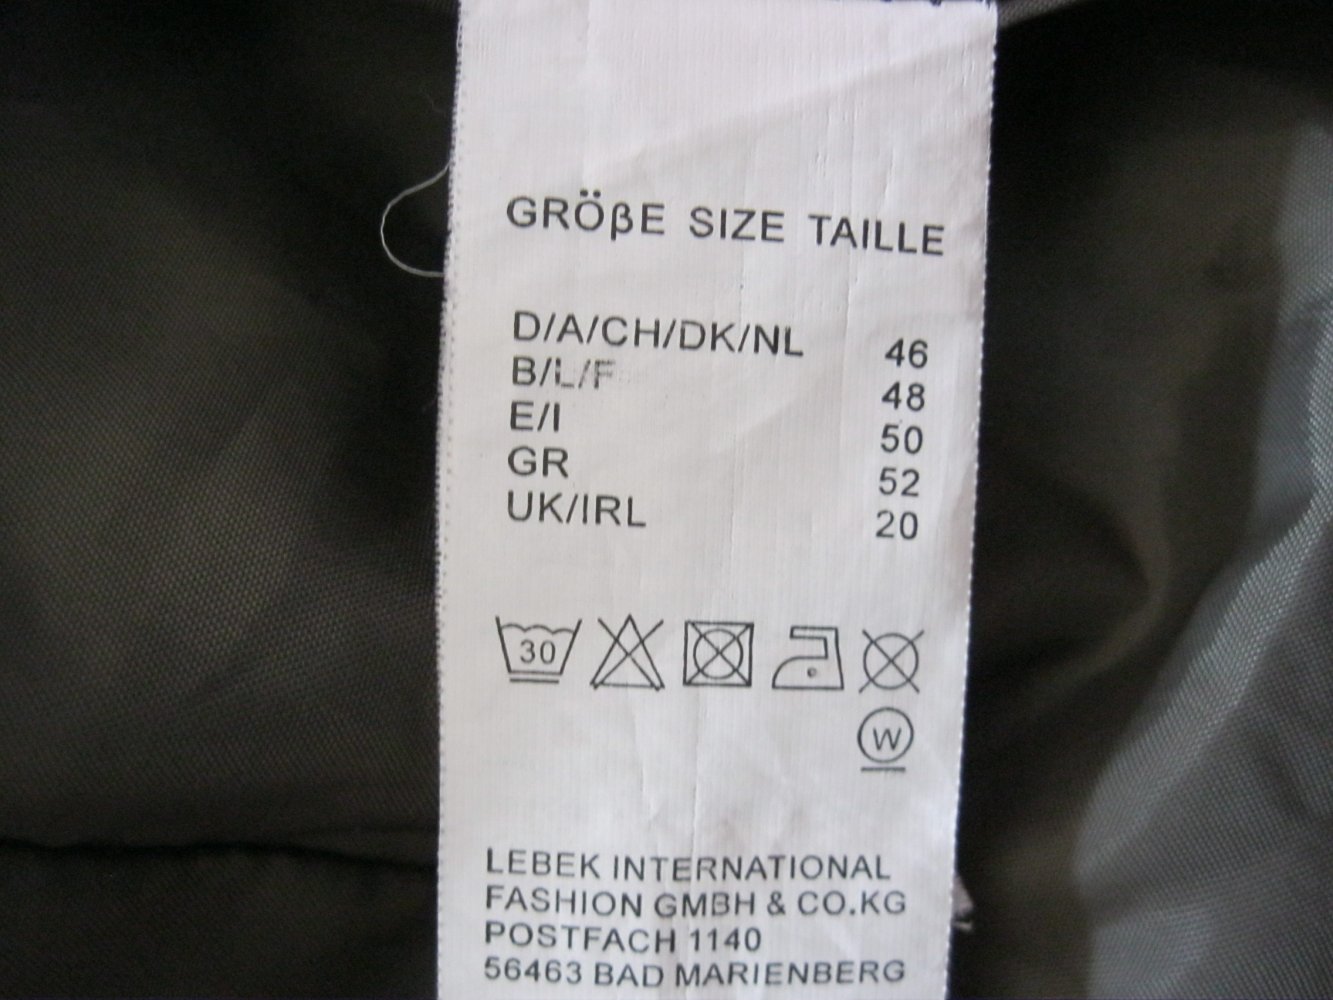 GRÖßE SIZE TAILLE
D/A/CH/DK/NL 46
B/L/F 48
E/I 50
GR 52
UK/IRL 20
30
W
LEBEK INTERNATIONAL
FASHION GMBH & CO.KG
POSTFACH 1140
56463 BAD MARIENBERG